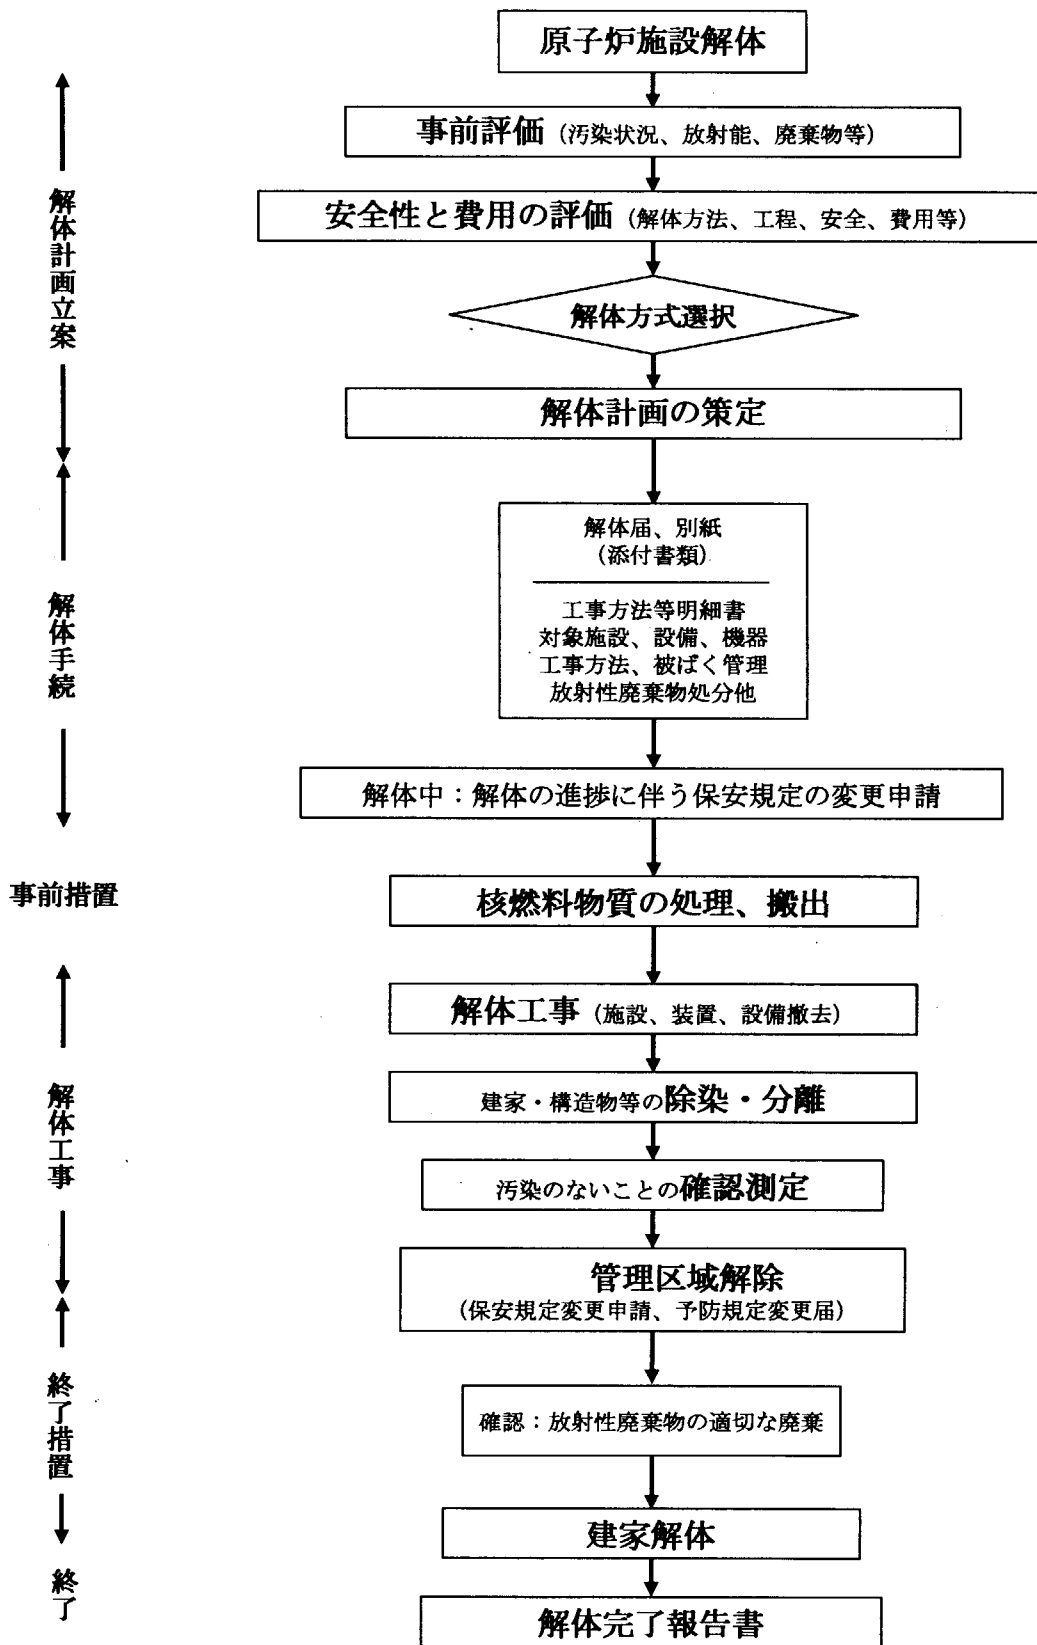 原子炉施設解体
事前評価（汚染状況、放射能、廃棄物等）
安全性と費用の評価（解体方法、工程、安全、費用等）
解体方式選択
解体計画の策定
解体計画立案
解体届、別紙
（添付書類）
工事方法等明細書
対象施設、設備、機器
工事方法、被ばく管理
放射性廃棄物処分他
解体中：解体の進捗に伴う保安規定の変更申請
解体手続
事前措置
核燃料物質の処理、搬出
解体工事（施設、装置、設備撤去）
建家・構造物等の除染・分離
汚染のないことの確認測定
管理区域解除
（保安規定変更申請、予防規定変更届）
解体工事
確認：放射性廃棄物の適切な廃棄
建家解体
終了措置
解体完了報告書
終了